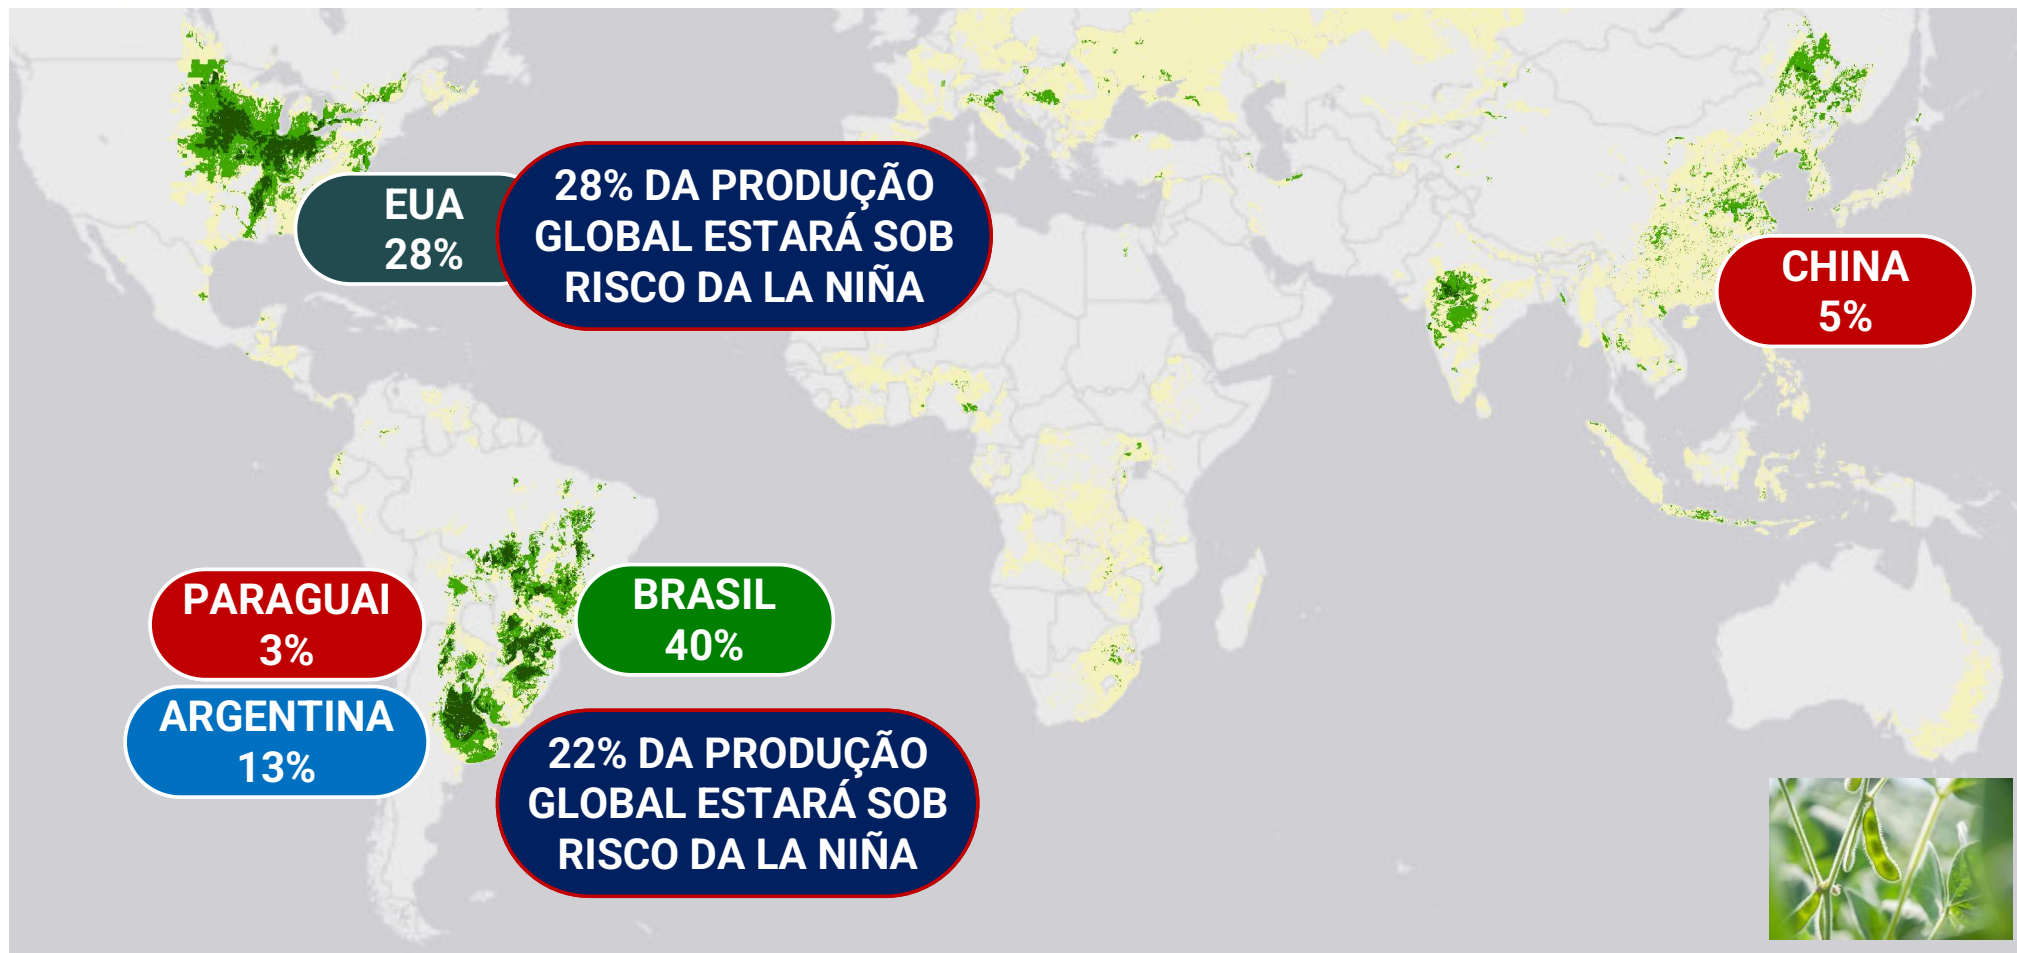 EUA
28%
28% DA PRODUÇÃO
GLOBAL ESTARÁ SOB
RISCO DA LA NIÑA
CHINA
5%
PARAGUAI
3%
BRASIL
40%
ARGENTINA
13%
22% DA PRODUÇÃO
GLOBAL ESTARÁ SOB
RISCO DA LA NIÑA